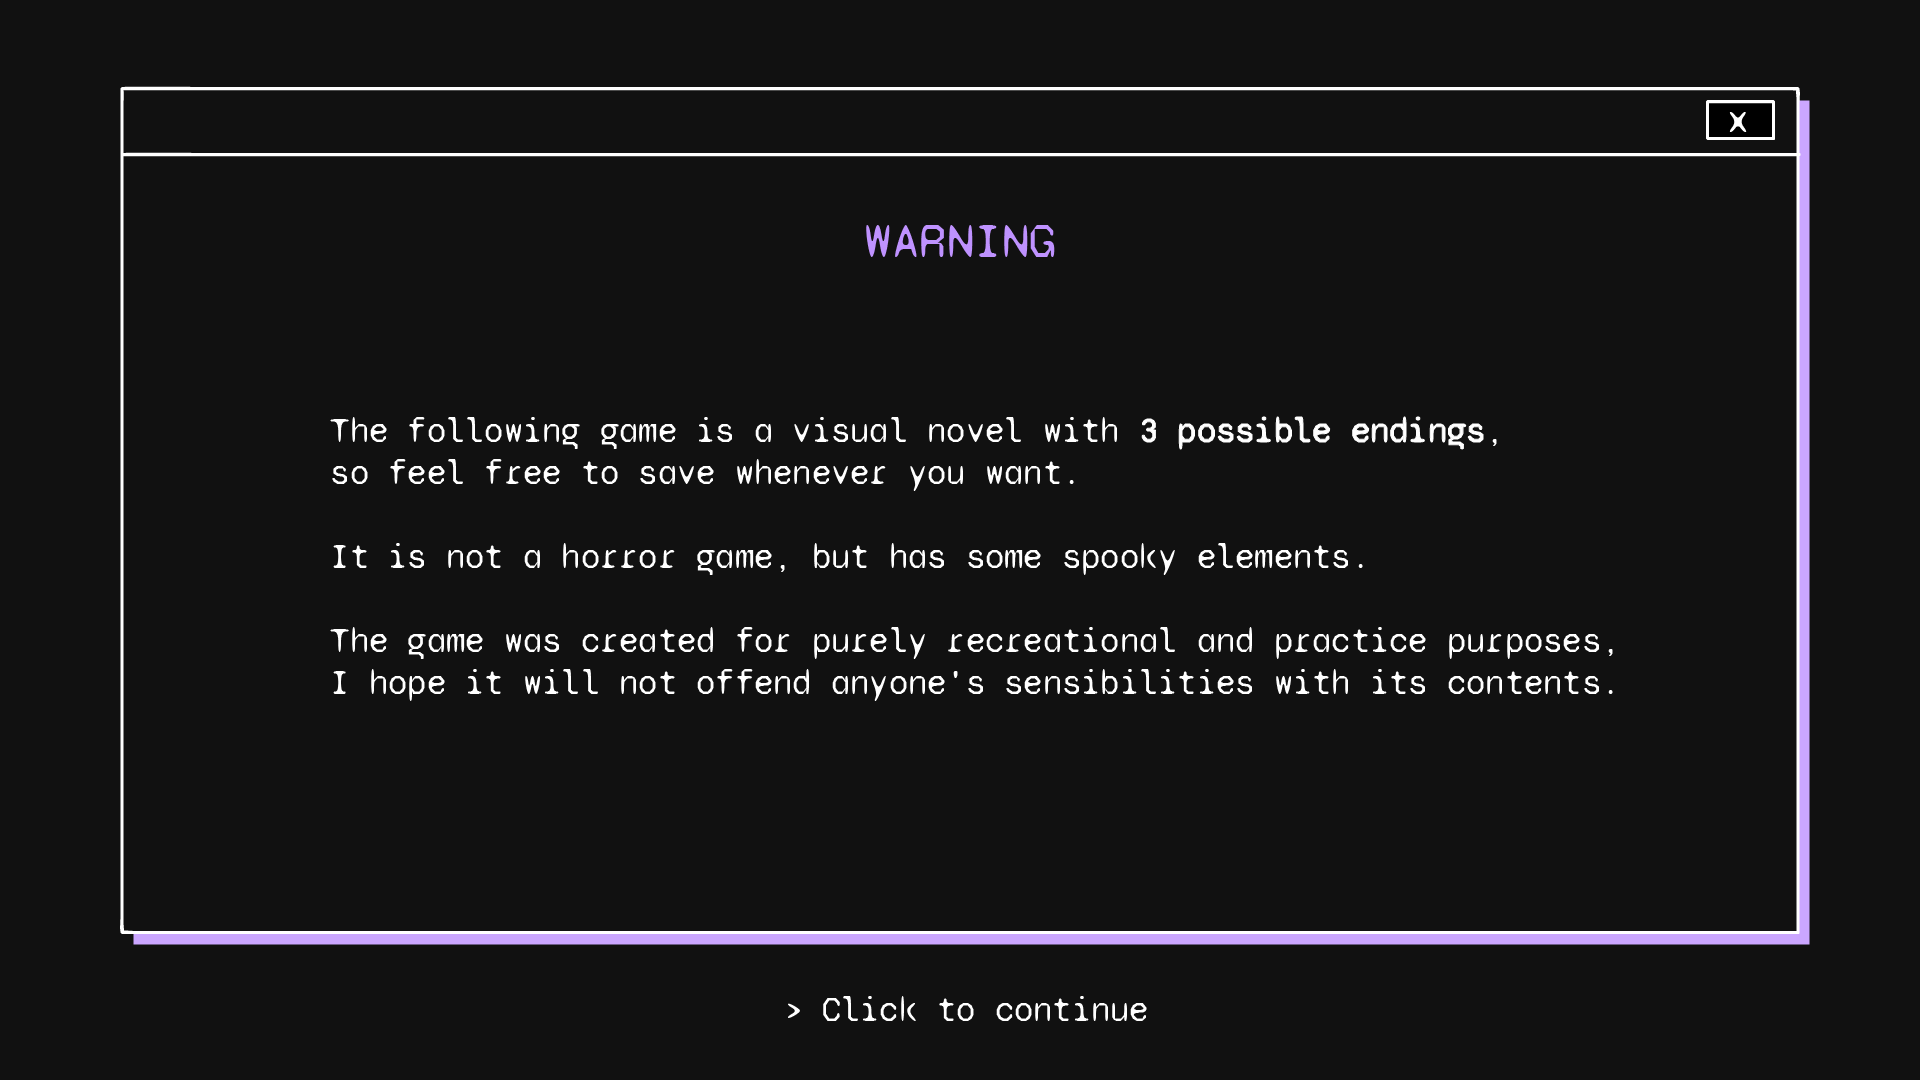 X
WARNING
The following game is a visual novel with 3 possible endings,
so feel free to save whenever you want.
It is not a horror game, but has some spooky elements.
The game was created for purely recreational and practice purposes,
I hope it will not offend anyone's sensibilities with its contents.
> Click to continue